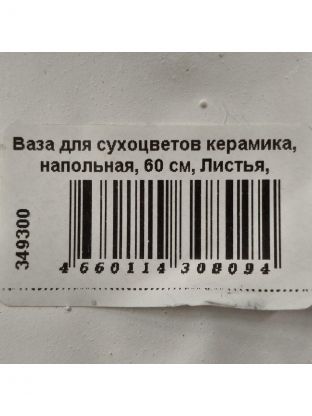 Ваза для сухоцветов керамика,
напольная, 60 см, Листья,
349300
4 660114 308094